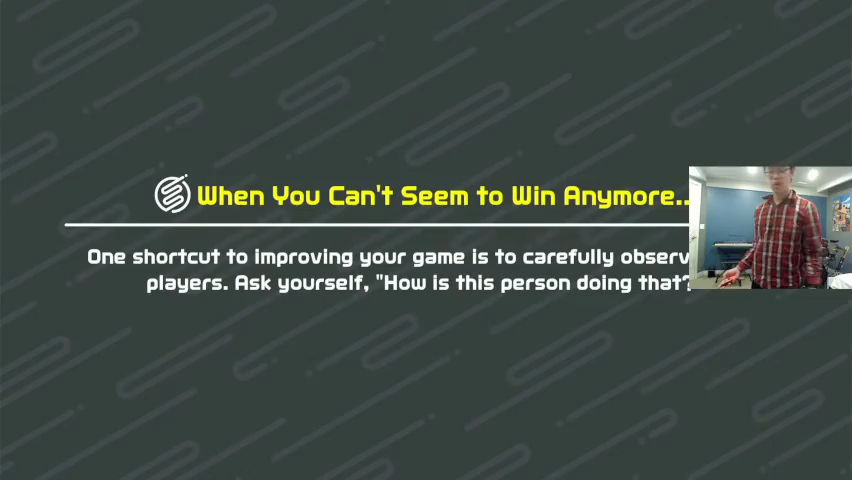 When You Can't Seem to Win Anymore..
One shortcut to improving your game is to carefully observ
players. Ask yourself, "How is this person doing that?